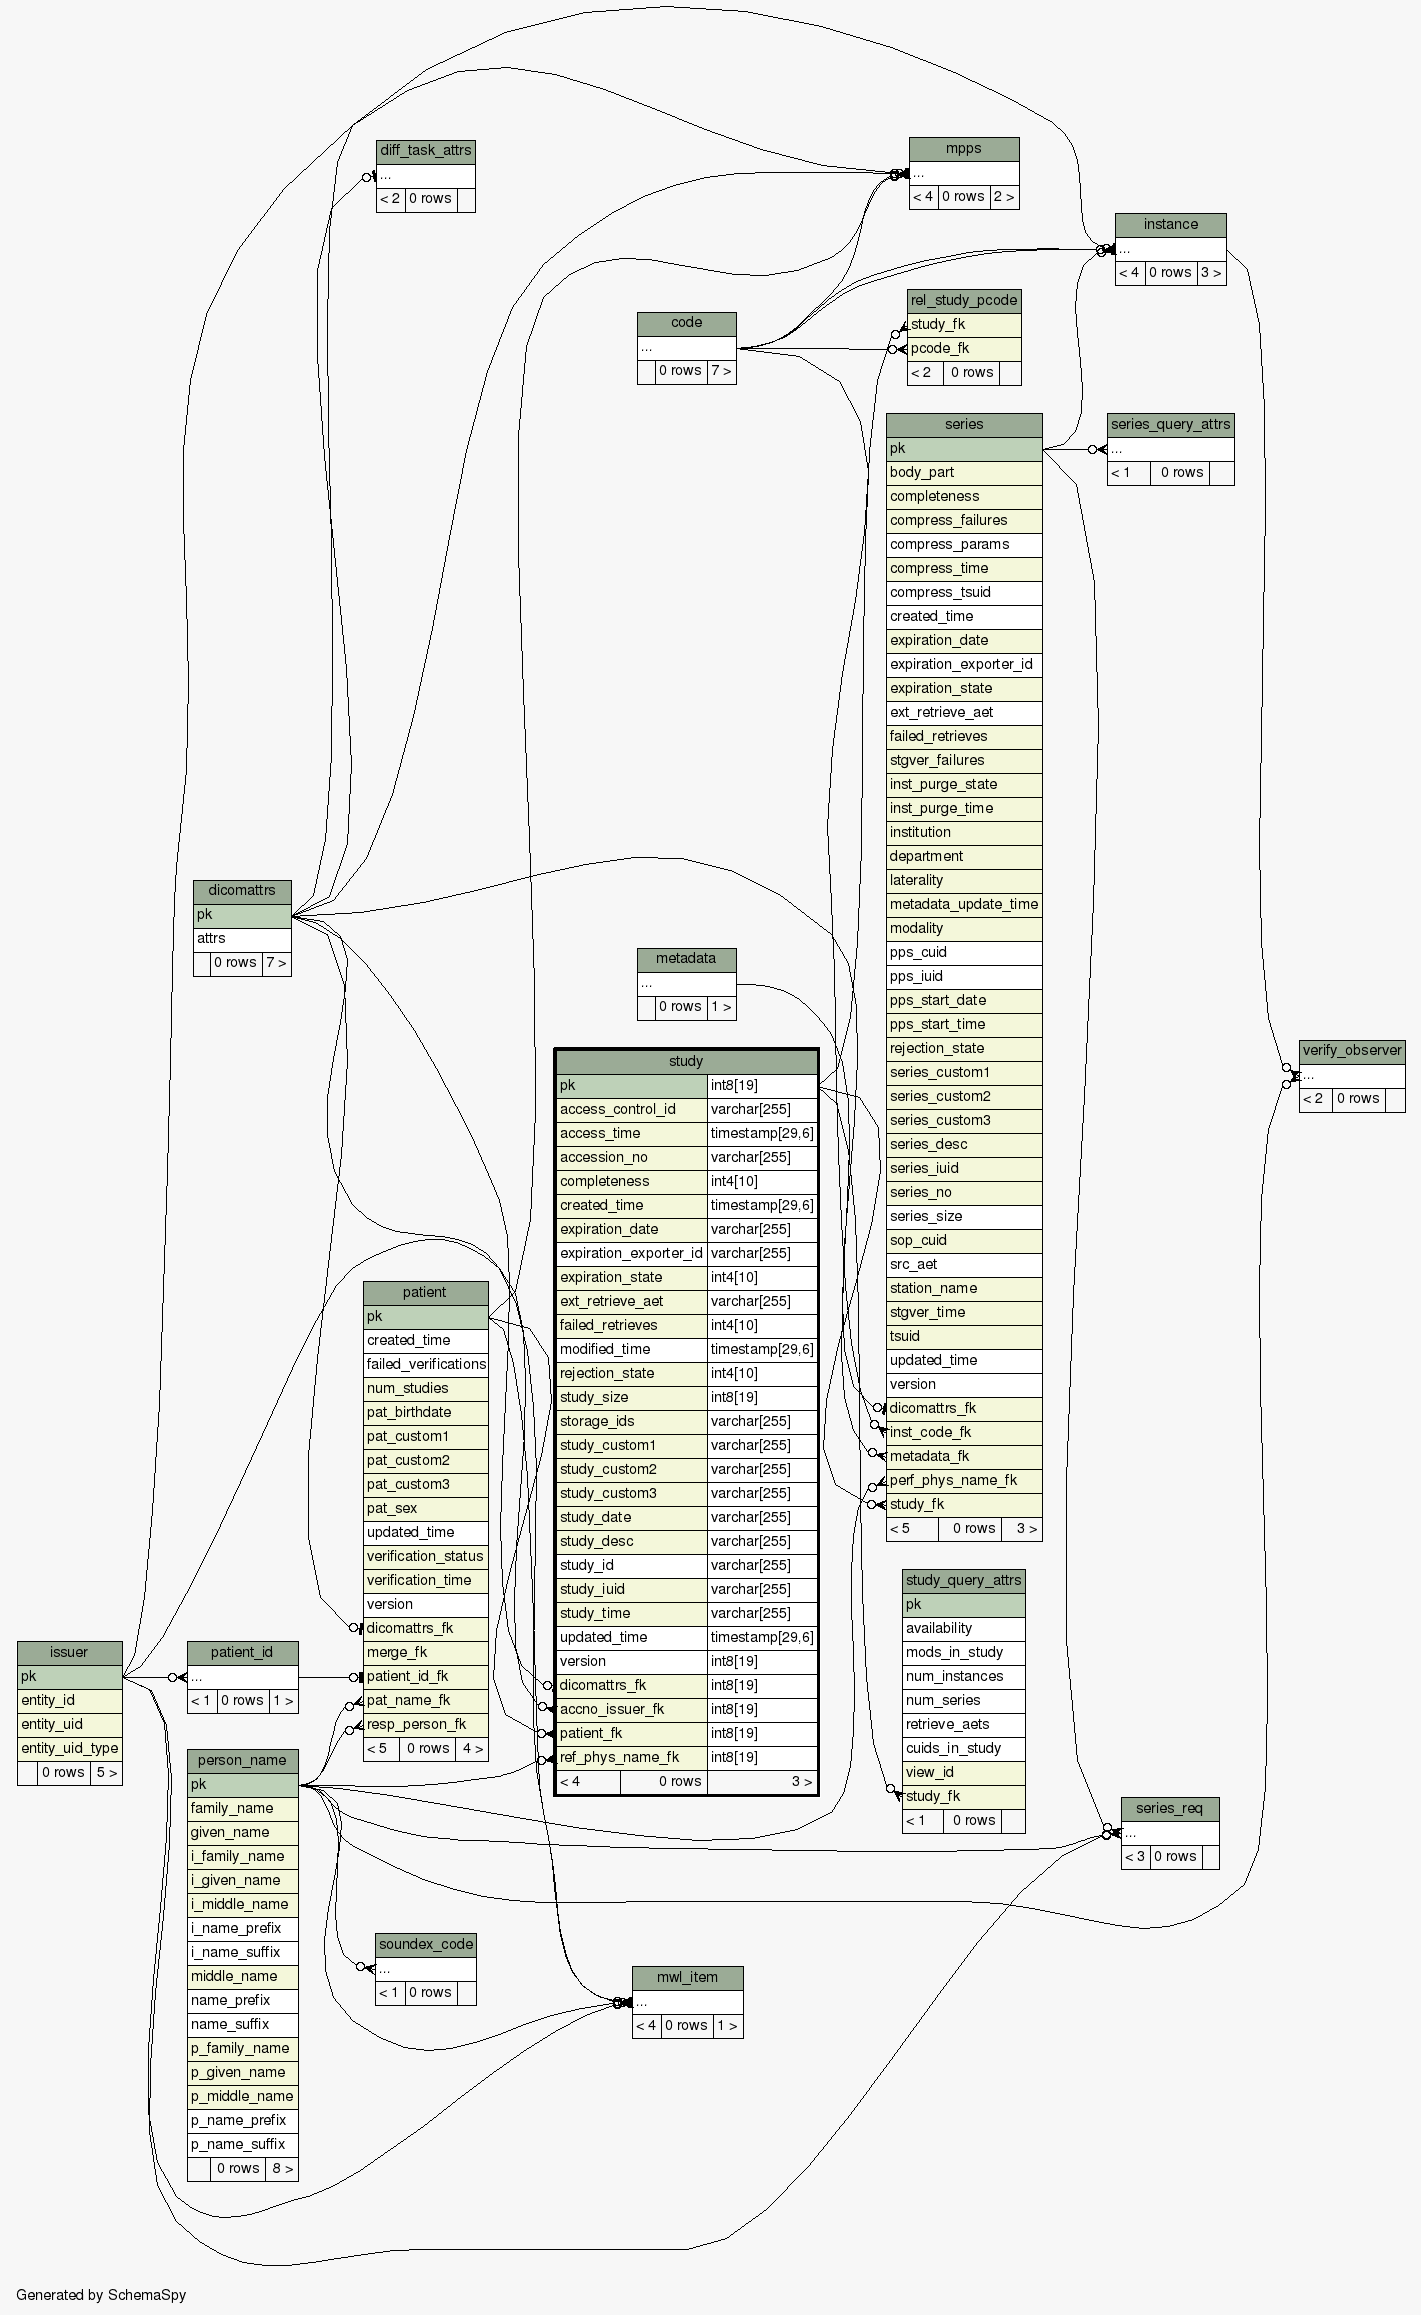 diff_task_attrs
...
< 2 0 rows
mpps
...
< 4 0 rows 2 >
instance
...
< 4 0 rows 3 >
rel_study_pcode
study_fk
pcode_fk
< 2 0 rows
code
...
0 rows 7 >
series
pk
body_part
completeness
compress_failures
compress_params
compress_time
compress_tsuid
created_time
expiration_date
expiration_exporter_id
expiration_state
ext_retrieve_aet
failed_retrieves
stgver_failures
inst_purge_state
inst_purge_time
institution
department
laterality
metadata_update_time
modality
pps_cuid
pps_iuid
pps_start_date
pps_start_time
rejection_state
series_custom1
series_custom2
series_custom3
series_desc
series_iuid
series_no
series_size
sop_cuid
src_aet
station_name
stgver_time
tsuid
updated_time
version
dicomattrs_fk
inst_code_fk
metadata_fk
perf_phys_name_fk
study_fk
< 5 0 rows 3 >
series_query_attrs
...
< 1 0 rows
dicomattrs
pk
attrs
0 rows 7 >
metadata
...
0 rows 1 >
verify_observer
...
< 2 0 rows
study
pk int8[19]
access_control_id varchar[255]
access_time timestamp[29,6]
accession_no varchar[255]
completeness int4[10]
created_time timestamp[29,6]
expiration_date varchar[255]
expiration_exporter_id varchar[255]
expiration_state int4[10]
ext_retrieve_aet varchar[255]
failed_retrieves int4[10]
modified_time timestamp[29,6]
rejection_state int4[10]
study_size int8[19]
storage_ids varchar[255]
study_custom1 varchar[255]
study_custom2 varchar[255]
study_custom3 varchar[255]
study_date varchar[255]
study_desc varchar[255]
study_id varchar[255]
study_iuid varchar[255]
study_time varchar[255]
updated_time timestamp[29,6]
version int8[19]
dicomattrs_fk int8[19]
accno_issuer_fk int8[19]
patient_fk int8[19]
ref_phys_name_fk int8[19]
< 4 0 rows 3 >
patient
pk
created_time
failed_verifications
num_studies
pat_birthdate
pat_custom1
pat_custom2
pat_custom3
pat_sex
updated_time
verification_status
verification_time
version
dicomattrs_fk
merge_fk
patient_id_fk
pat_name_fk
resp_person_fk
< 5 0 rows 4 >
study_query_attrs
pk
availability
mods_in_study
num_instances
num_series
retrieve_aets
cuids_in_study
view_id
study_fk
< 1 0 rows
issuer
pk
entity_id
entity_uid
entity_uid_type
0 rows 5 >
patient_id
...
< 1 0 rows 1 >
person_name
pk
family_name
given_name
i_family_name
i_given_name
i_middle_name
i_name_prefix
i_name_suffix
middle_name
name_prefix
name_suffix
p_family_name
p_given_name
p_middle_name
p_name_prefix
p_name_suffix
0 rows 8 >
series_req
...
< 3 0 rows
soundex_code
...
< 1 0 rows
mwl_item
...
< 4 0 rows 1 >
Generated by SchemaSpy